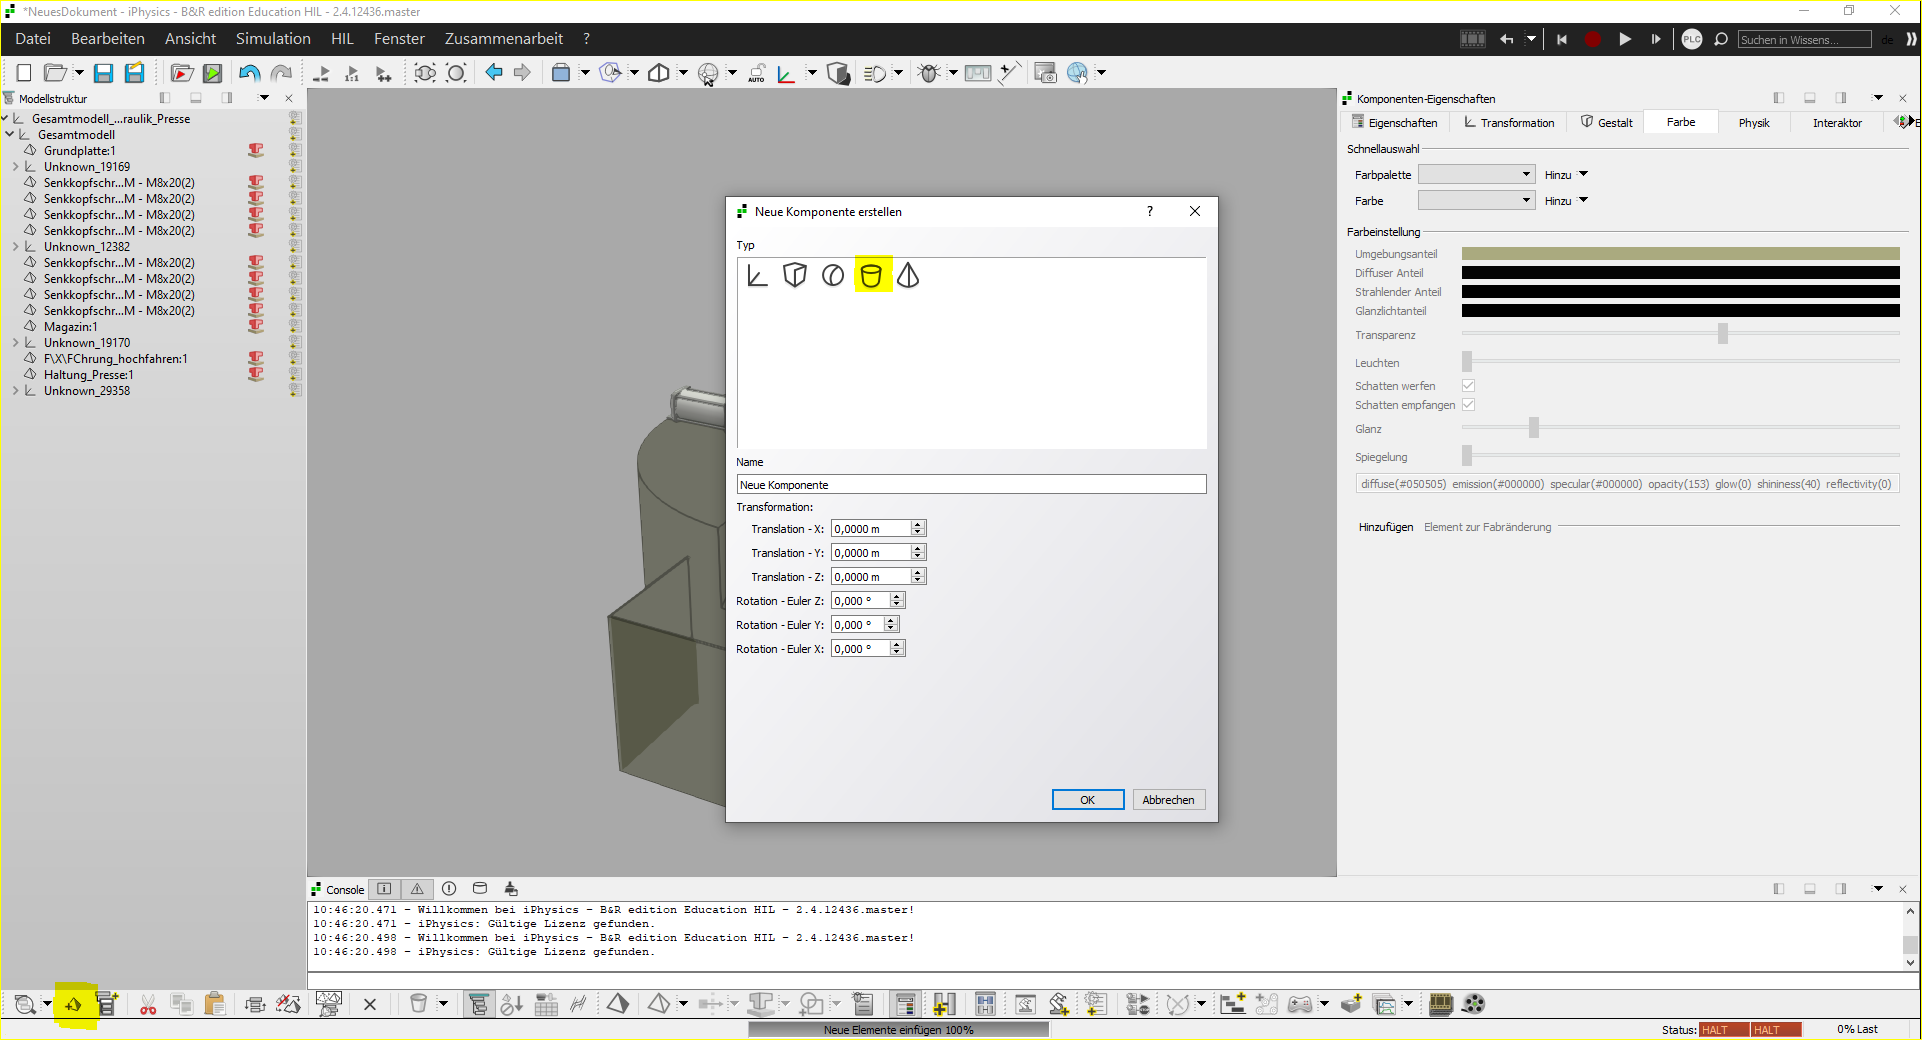 *NeuesDokument - iPhysics - B&R edition Education HIL - 2.4.12436.master
Datei Bearbeiten Ansicht Simulation HIL Fenster Zusammenarbeit ?
PLC Suchen in Wissens... de
1:1 AUTO
Modellstruktur
Gesamtmodell_...raulik_Presse
Gesamtmodell
Grundplatte:1
Unknown_19169
Senkkopfschr...M - M8x20(2)
Senkkopfschr...M - M8x20(2)
Senkkopfschr...M - M8x20(2)
Senkkopfschr...M - M8x20(2)
Unknown_12382
Senkkopfschr...M - M8x20(2)
Senkkopfschr...M - M8x20(2)
Senkkopfschr...M - M8x20(2)
Senkkopfschr...M - M8x20(2)
Magazin:1
Unknown_19170
F\X\FChrung_hochfahren:1
Haltung_Presse:1
Unknown_29358
Neue Komponente erstellen
?
Typ
Name
Neue Komponente
Transformation:
Translation - X: 0,0000 m
Translation - Y: 0,0000 m
Translation - Z: 0,0000 m
Rotation - Euler Z: 0,000 °
Rotation - Euler Y: 0,000 °
Rotation - Euler X: 0,000 °
OK Abbrechen
Komponenten-Eigenschaften
Eigenschaften Transformation Gestalt Farbe Physik Interaktor
Schnellauswahl
Farbpalette Hinzu
Farbe Hinzu
Farbeinstellung
Umgebungsanteil
Diffuser Anteil
Strahlender Anteil
Glanzlichtanteil
Transparenz
Leuchten
Schatten werfen
Schatten empfangen
Glanz
Spiegelung
diffuse(#050505) emission(#000000) specular(#000000) opacity(153) glow(0) shininess(40) reflectivity(0)
Hinzufügen Element zur Fabränderung
Console
10:46:20.471 - Willkommen bei iPhysics - B&R edition Education HIL - 2.4.12436.master!
10:46:20.471 - iPhysics: Gültige Lizenz gefunden.
10:46:20.498 - Willkommen bei iPhysics - B&R edition Education HIL - 2.4.12436.master!
10:46:20.498 - iPhysics: Gültige Lizenz gefunden.
Neue Elemente einfügen 100%
Status: HALT HALT 0% Last